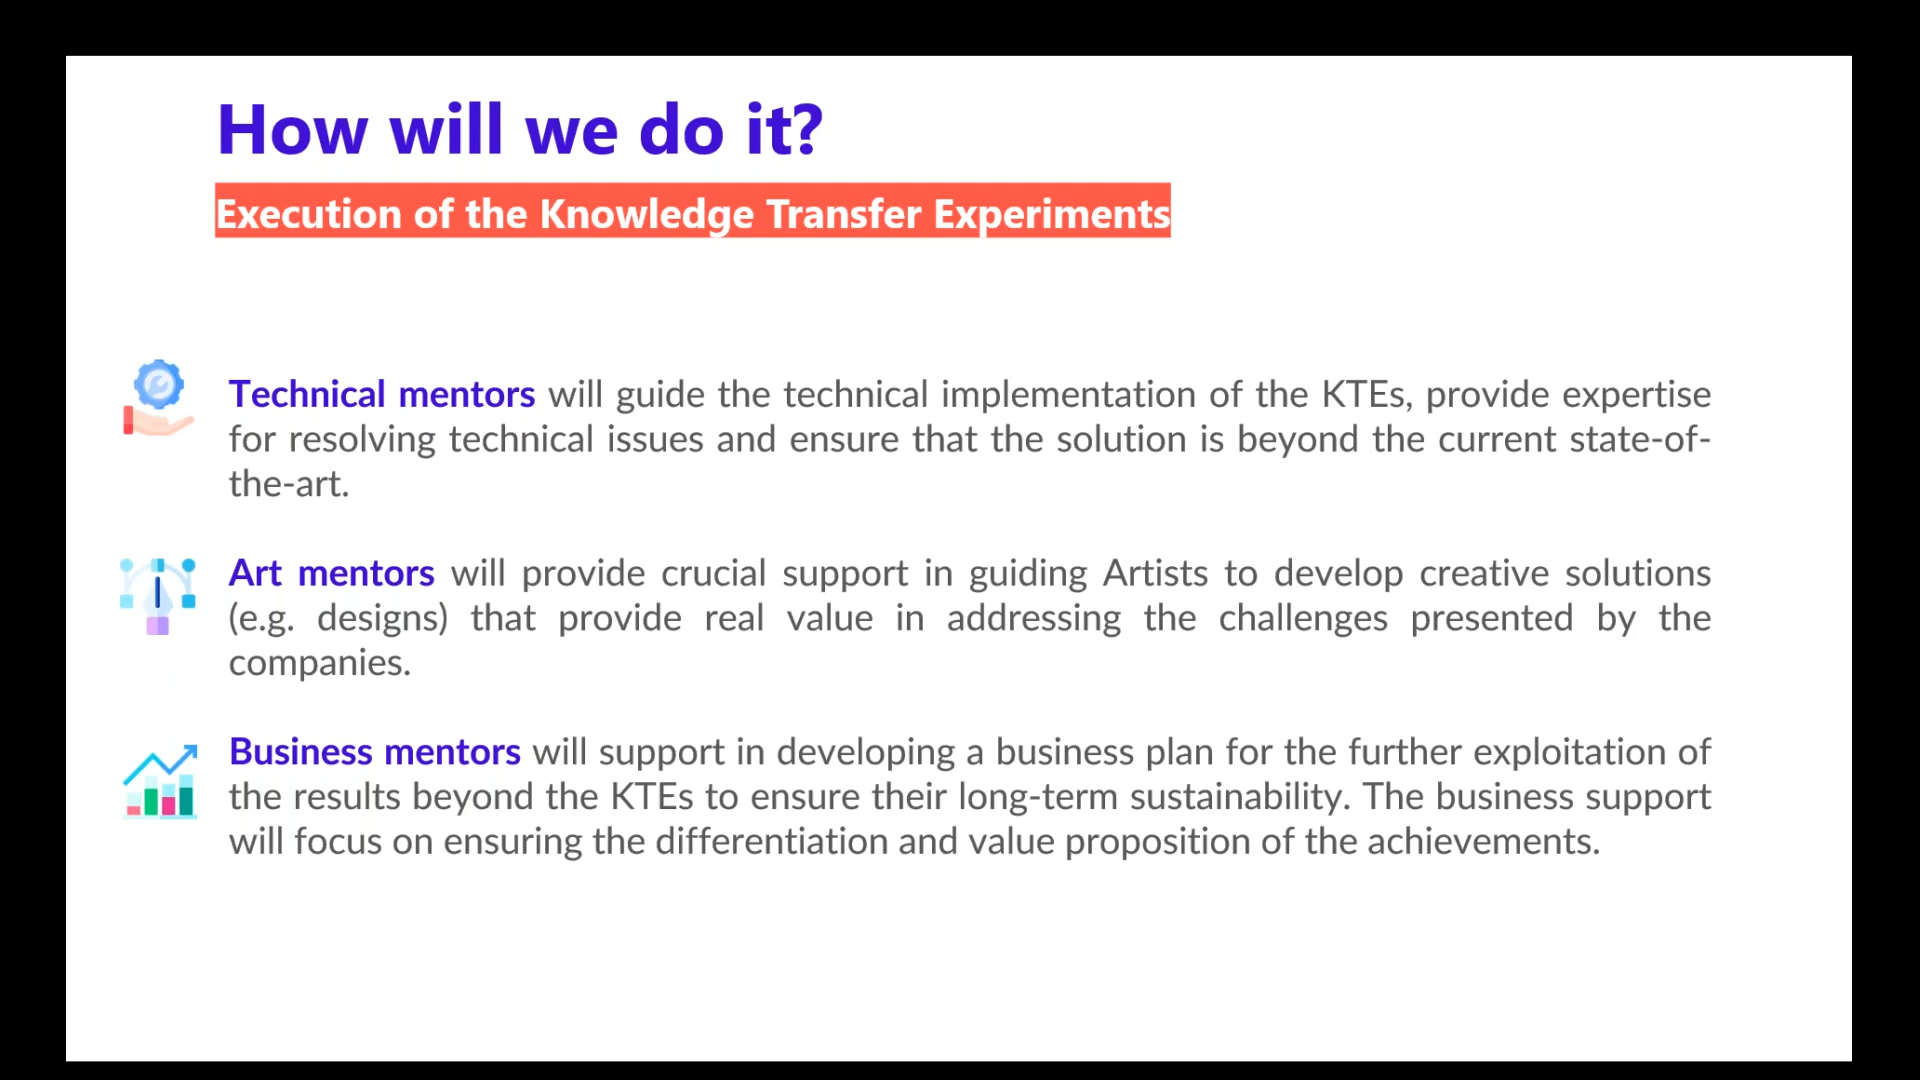 How will we do it?
Execution of the Knowledge Transfer Experiments
Technical mentors will guide the technical implementation of the KTEs, provide expertise
for resolving technical issues and ensure that the solution is beyond the current state-of-
the-art.
Art mentors will provide crucial support in guiding Artists to develop creative solutions
(e.g. designs) that provide real value in addressing the challenges presented by the
companies.
Business mentors will support in developing a business plan for the further exploitation of
the results beyond the KTEs to ensure their long-term sustainability. The business support
will focus on ensuring the differentiation and value proposition of the achievements.